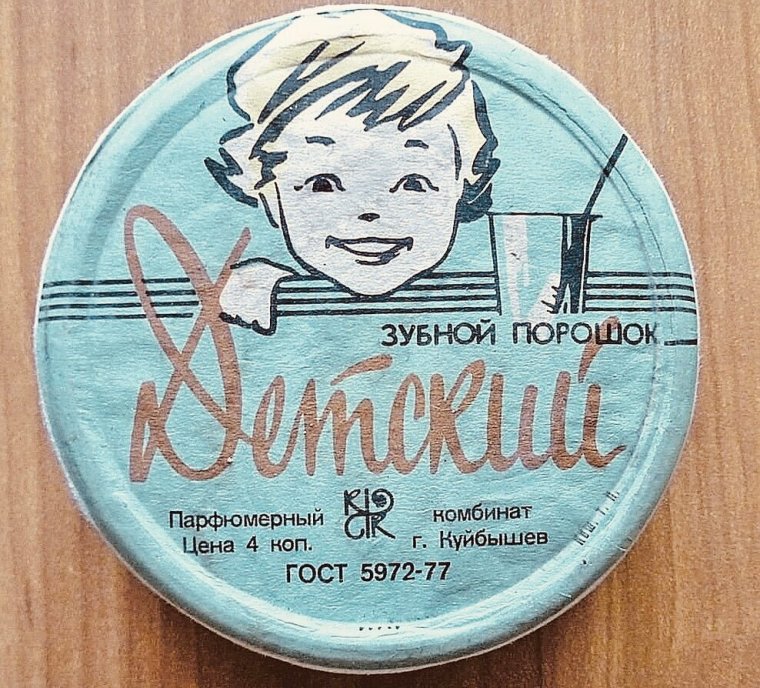 ЗУБНОЙ ПОРОШОК
Детский
Парфюмерный комбинат
Цена 4 коп. г. Куйбышев
ГОСТ 5972-77